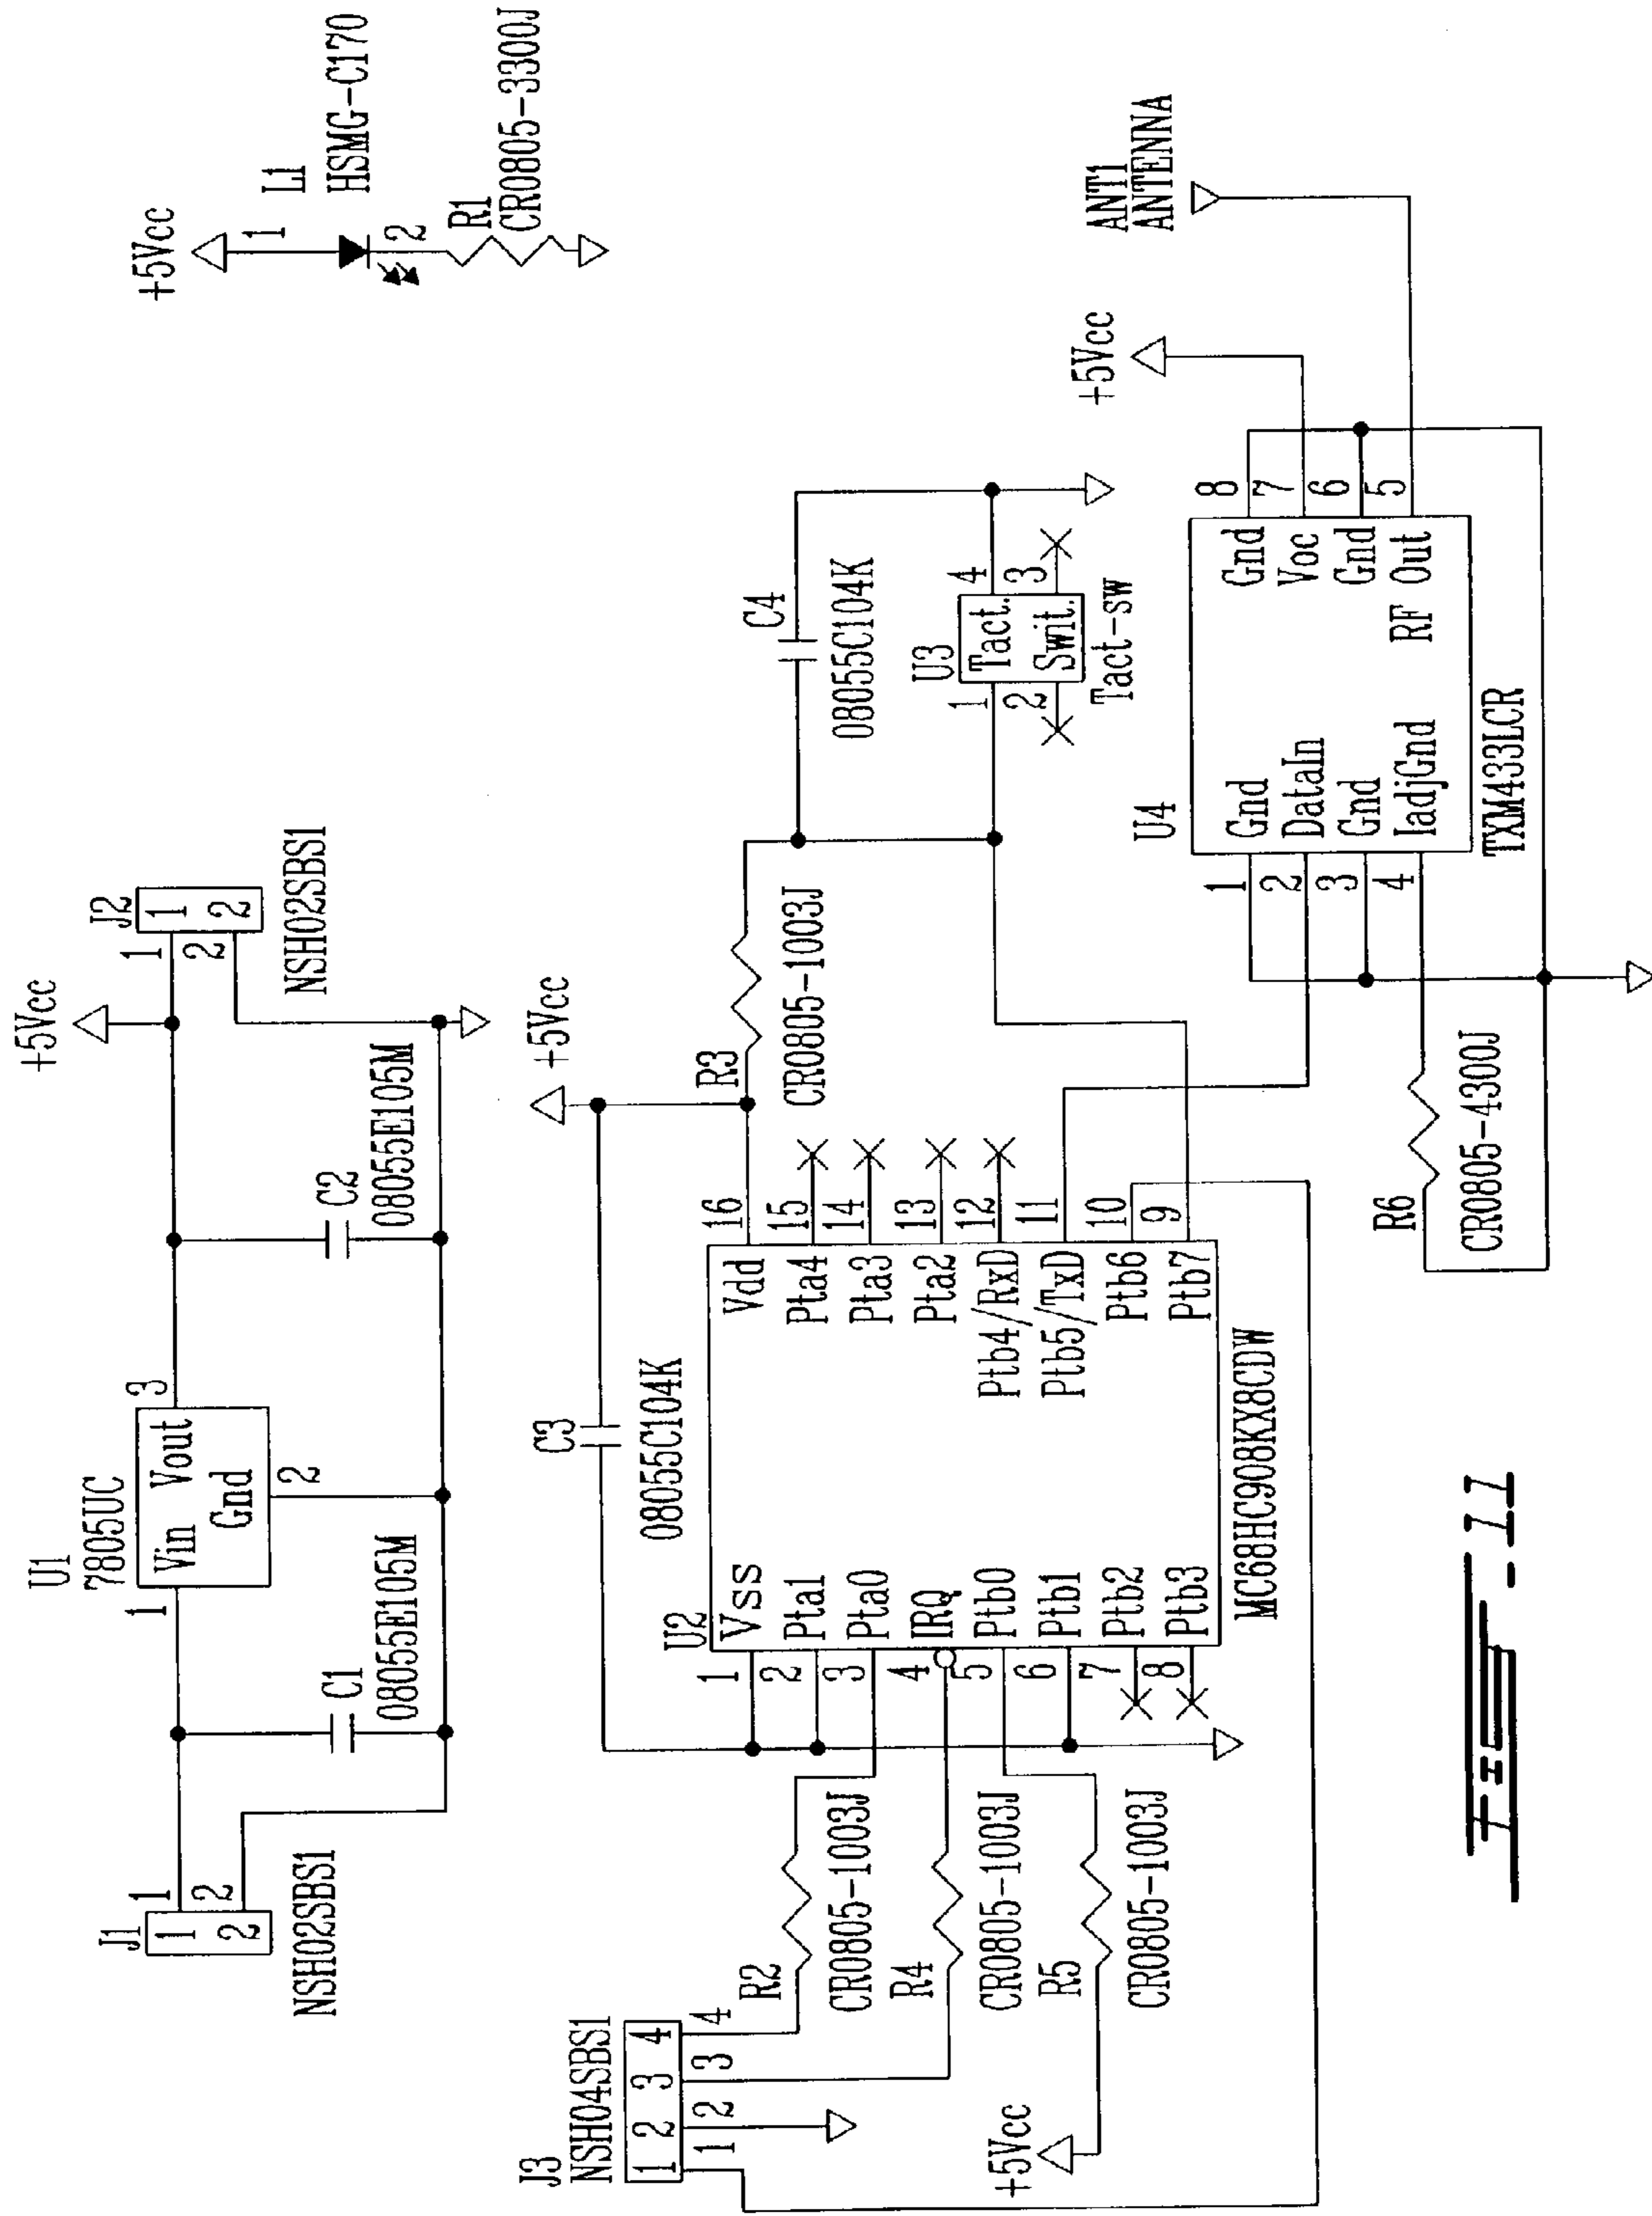 +5Vcc
U1
7805UC
1
Vin Vout
3
Gnd
2
J1
1
2
1
2
NSH02SBS1
C1
08055E105M
C2
08055E105M
J2
1
2
1
2
NSH02SBS1
+5Vcc
L1
1
HSMG-C170
2
R1
CR0805-3300J
J3
NSH04SBS1
1 2 3 4
1 2 3 4
+5Vcc
R2
CR0805-1003J
R4
CR0805-1003J
R5
CR0805-1003J
C3
08055C104K
+5Vcc
U2
1 Vss
2 Pta1
3 Pta0
4 IRQ
5 Ptb0
6 Ptb1
7 Ptb2
8 Ptb3
Vdd 16
Pta4 15
Pta3 14
Pta2 13
Ptb4/RxD 12
Ptb5/TxD 11
Ptb6 10
Ptb7 9
MC68HC908KX8CDW
R3
CR0805-1003J
C4
08055C104K
U3
1 Tact. 4
2 Swit. 3
Tact-sw
R6
CR0805-4300J
U4
1 Gnd
2 DataIn
3 Gnd
4 IadjGnd
Gnd 8
Voc 7
Gnd 6
RF Out 5
TXM433LCR
+5Vcc
ANT1
ANTENNA
FIG-11